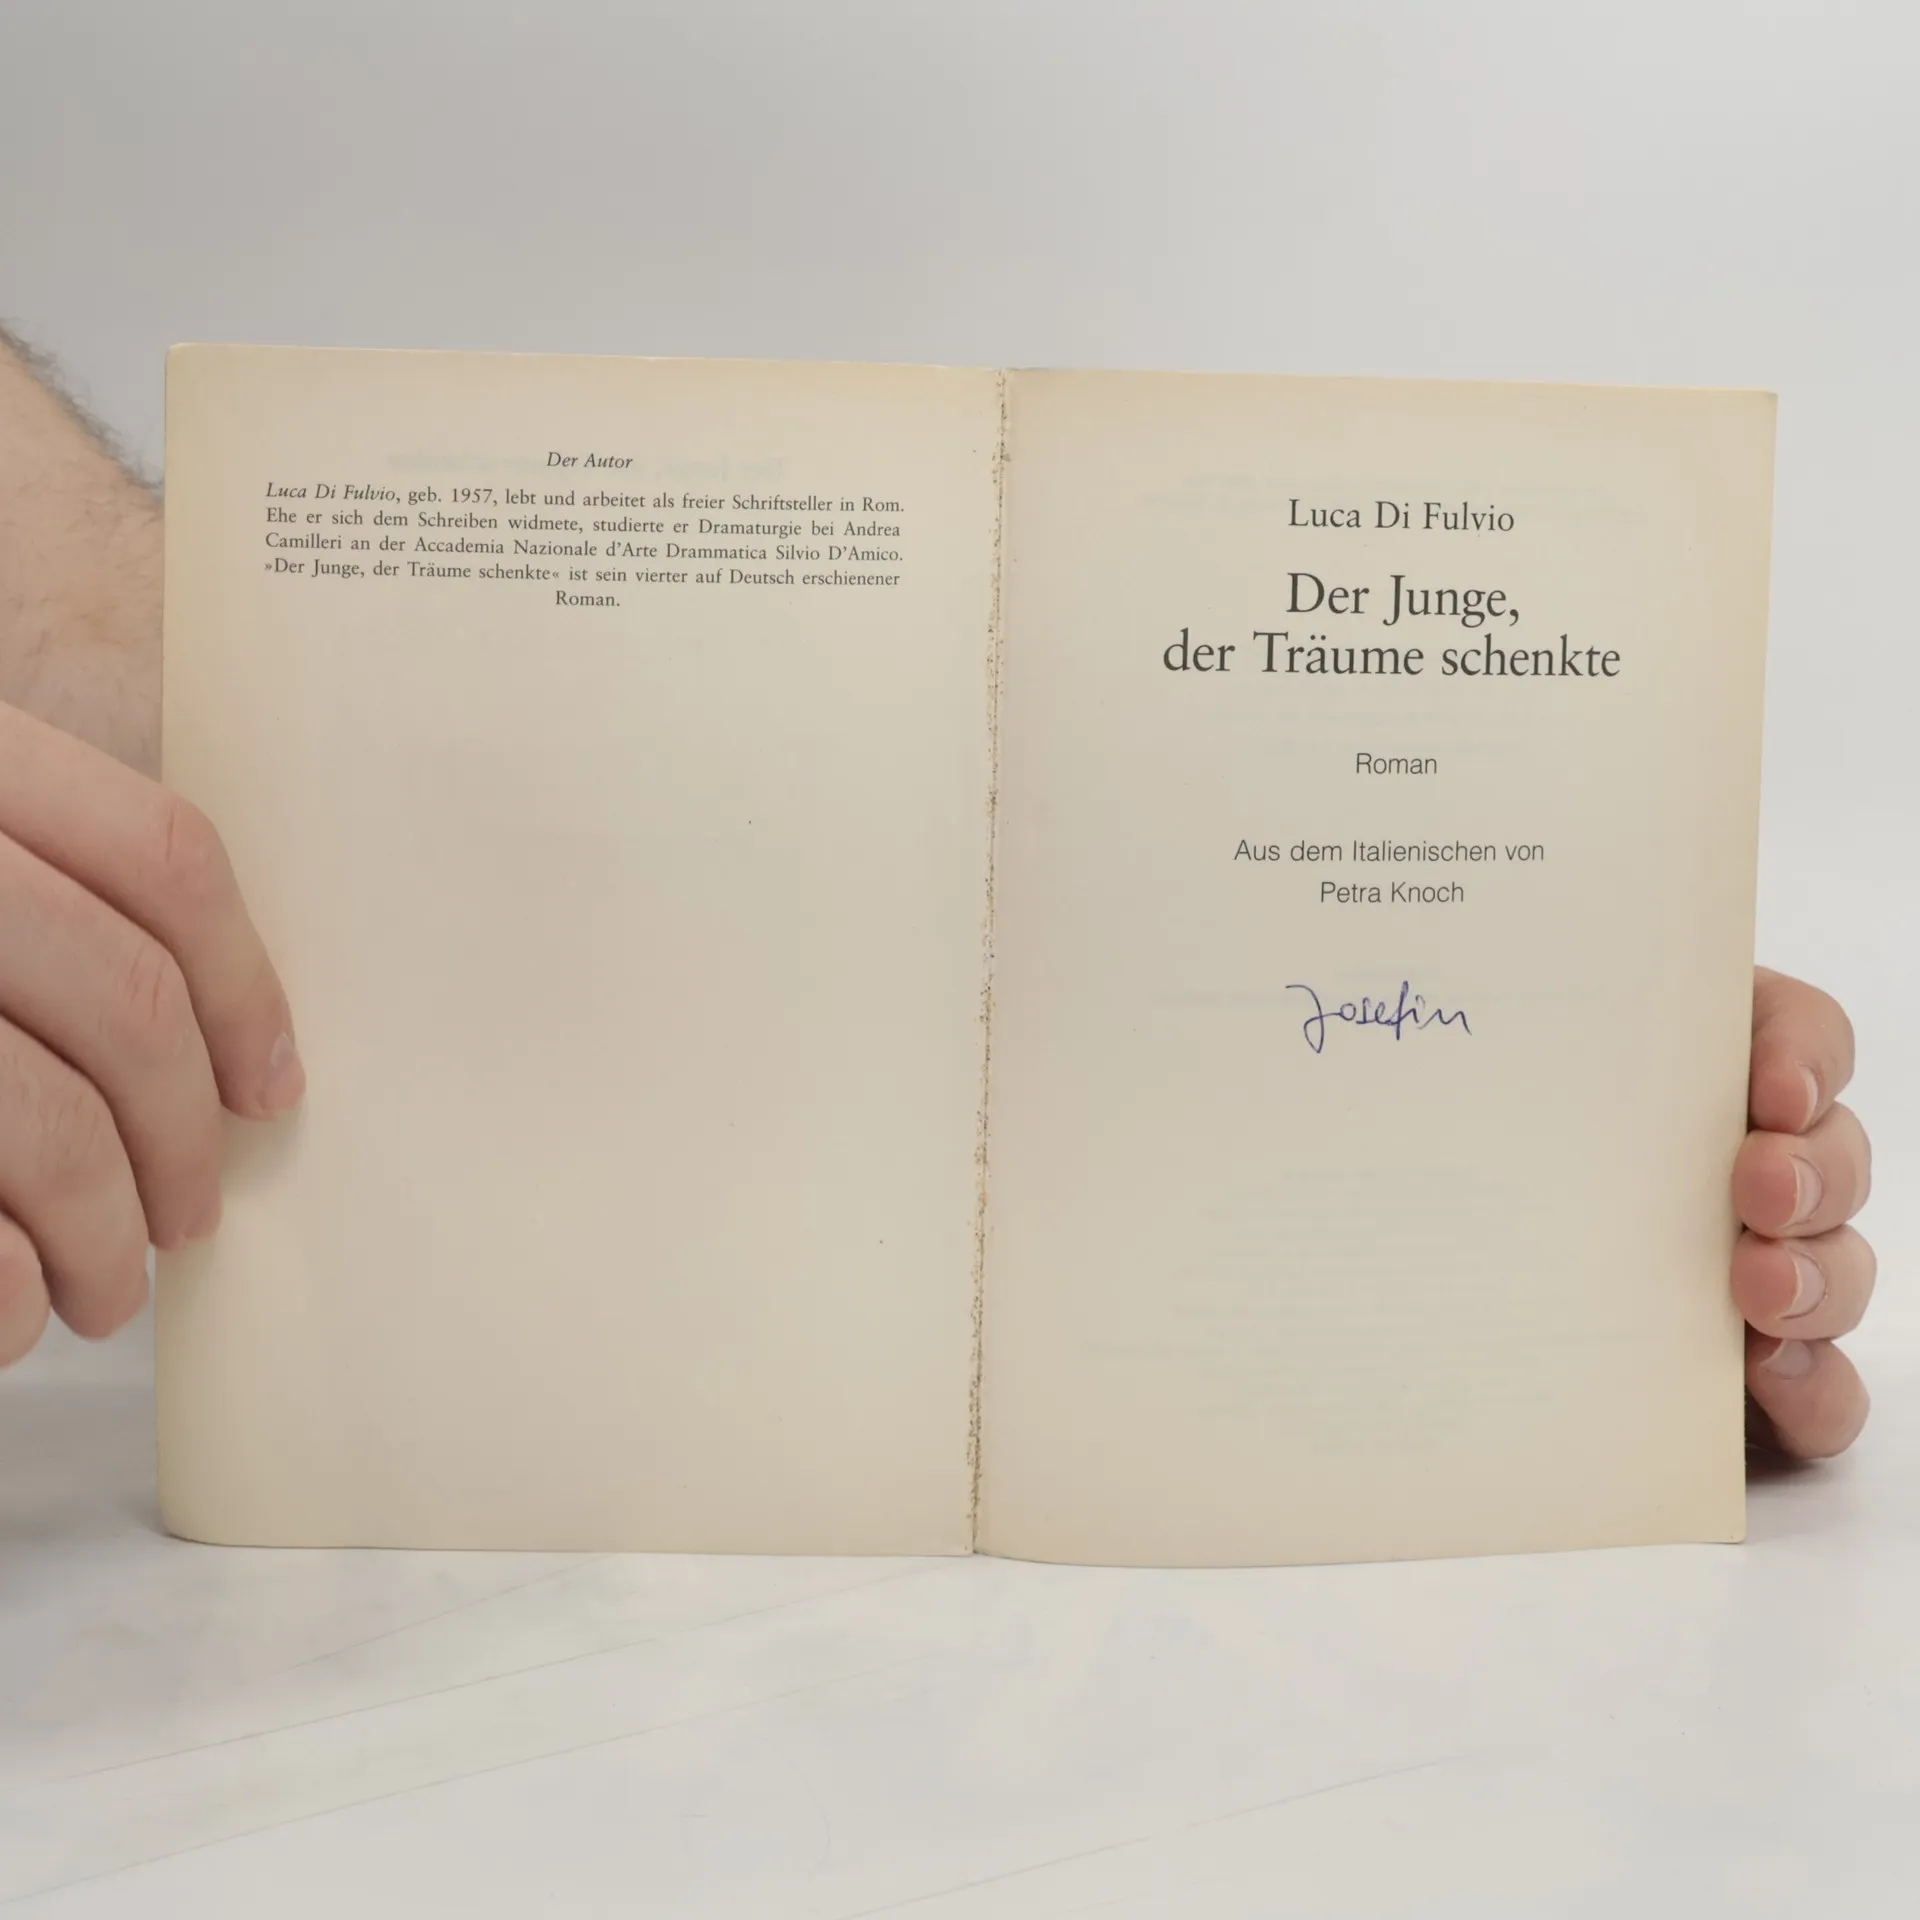 Der Autor
Luca Di Fulvio, geb. 1957, lebt und arbeitet als freier Schriftsteller in Rom.
Ehe er sich dem Schreiben widmete, studierte er Dramaturgie bei Andrea
Camilleri an der Accademia Nazionale d'Arte Drammatica Silvio D'Amico.
»Der Junge, der Träume schenkte« ist sein vierter auf Deutsch erschienener
Roman.
Luca Di Fulvio
Der Junge,
der Träume schenkte
Roman
Aus dem Italienischen von
Petra Knoch
Josefin